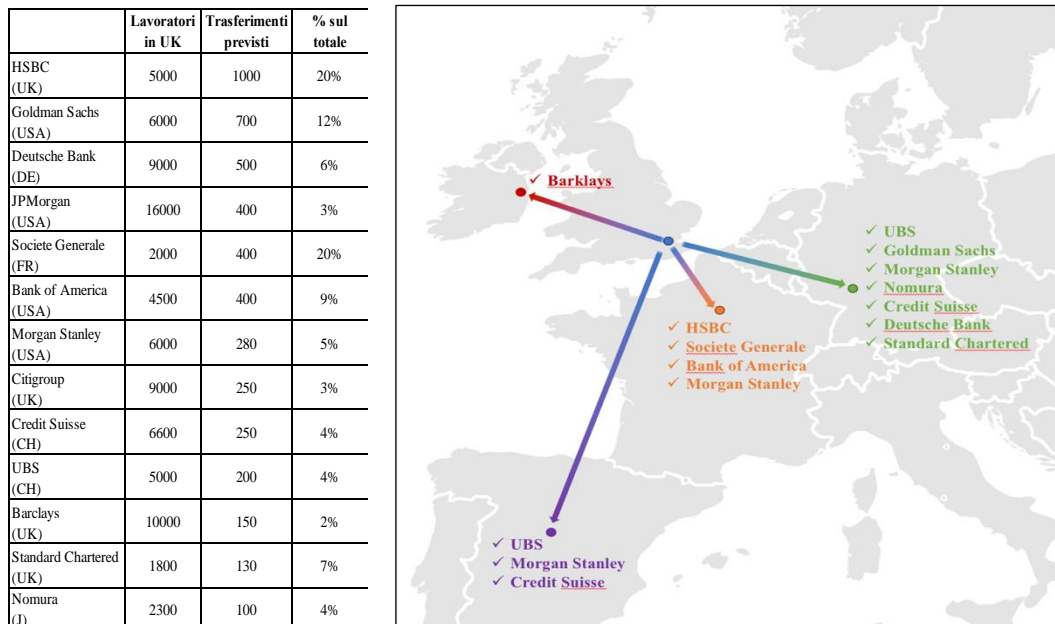 Lavoratori in UK Trasferimenti previsti % sul totale
HSBC (UK) 5000 1000 20%
Goldman Sachs (USA) 6000 700 12%
Deutsche Bank (DE) 9000 500 6%
JPMorgan (USA) 16000 400 3%
Societe Generale (FR) 2000 400 20%
Bank of America (USA) 4500 400 9%
Morgan Stanley (USA) 6000 280 5%
Citigroup (UK) 9000 250 3%
Credit Suisse (CH) 6600 250 4%
UBS (CH) 5000 200 4%
Barclays (UK) 10000 150 2%
Standard Chartered (UK) 1800 130 7%
Nomura (J) 2300 100 4%
✓ Barklays
✓ UBS
✓ Goldman Sachs
✓ Morgan Stanley
✓ Nomura
✓ Credit Suisse
✓ Deutsche Bank
✓ Standard Chartered
✓ HSBC
✓ Societe Generale
✓ Bank of America
✓ Morgan Stanley
✓ UBS
✓ Morgan Stanley
✓ Credit Suisse